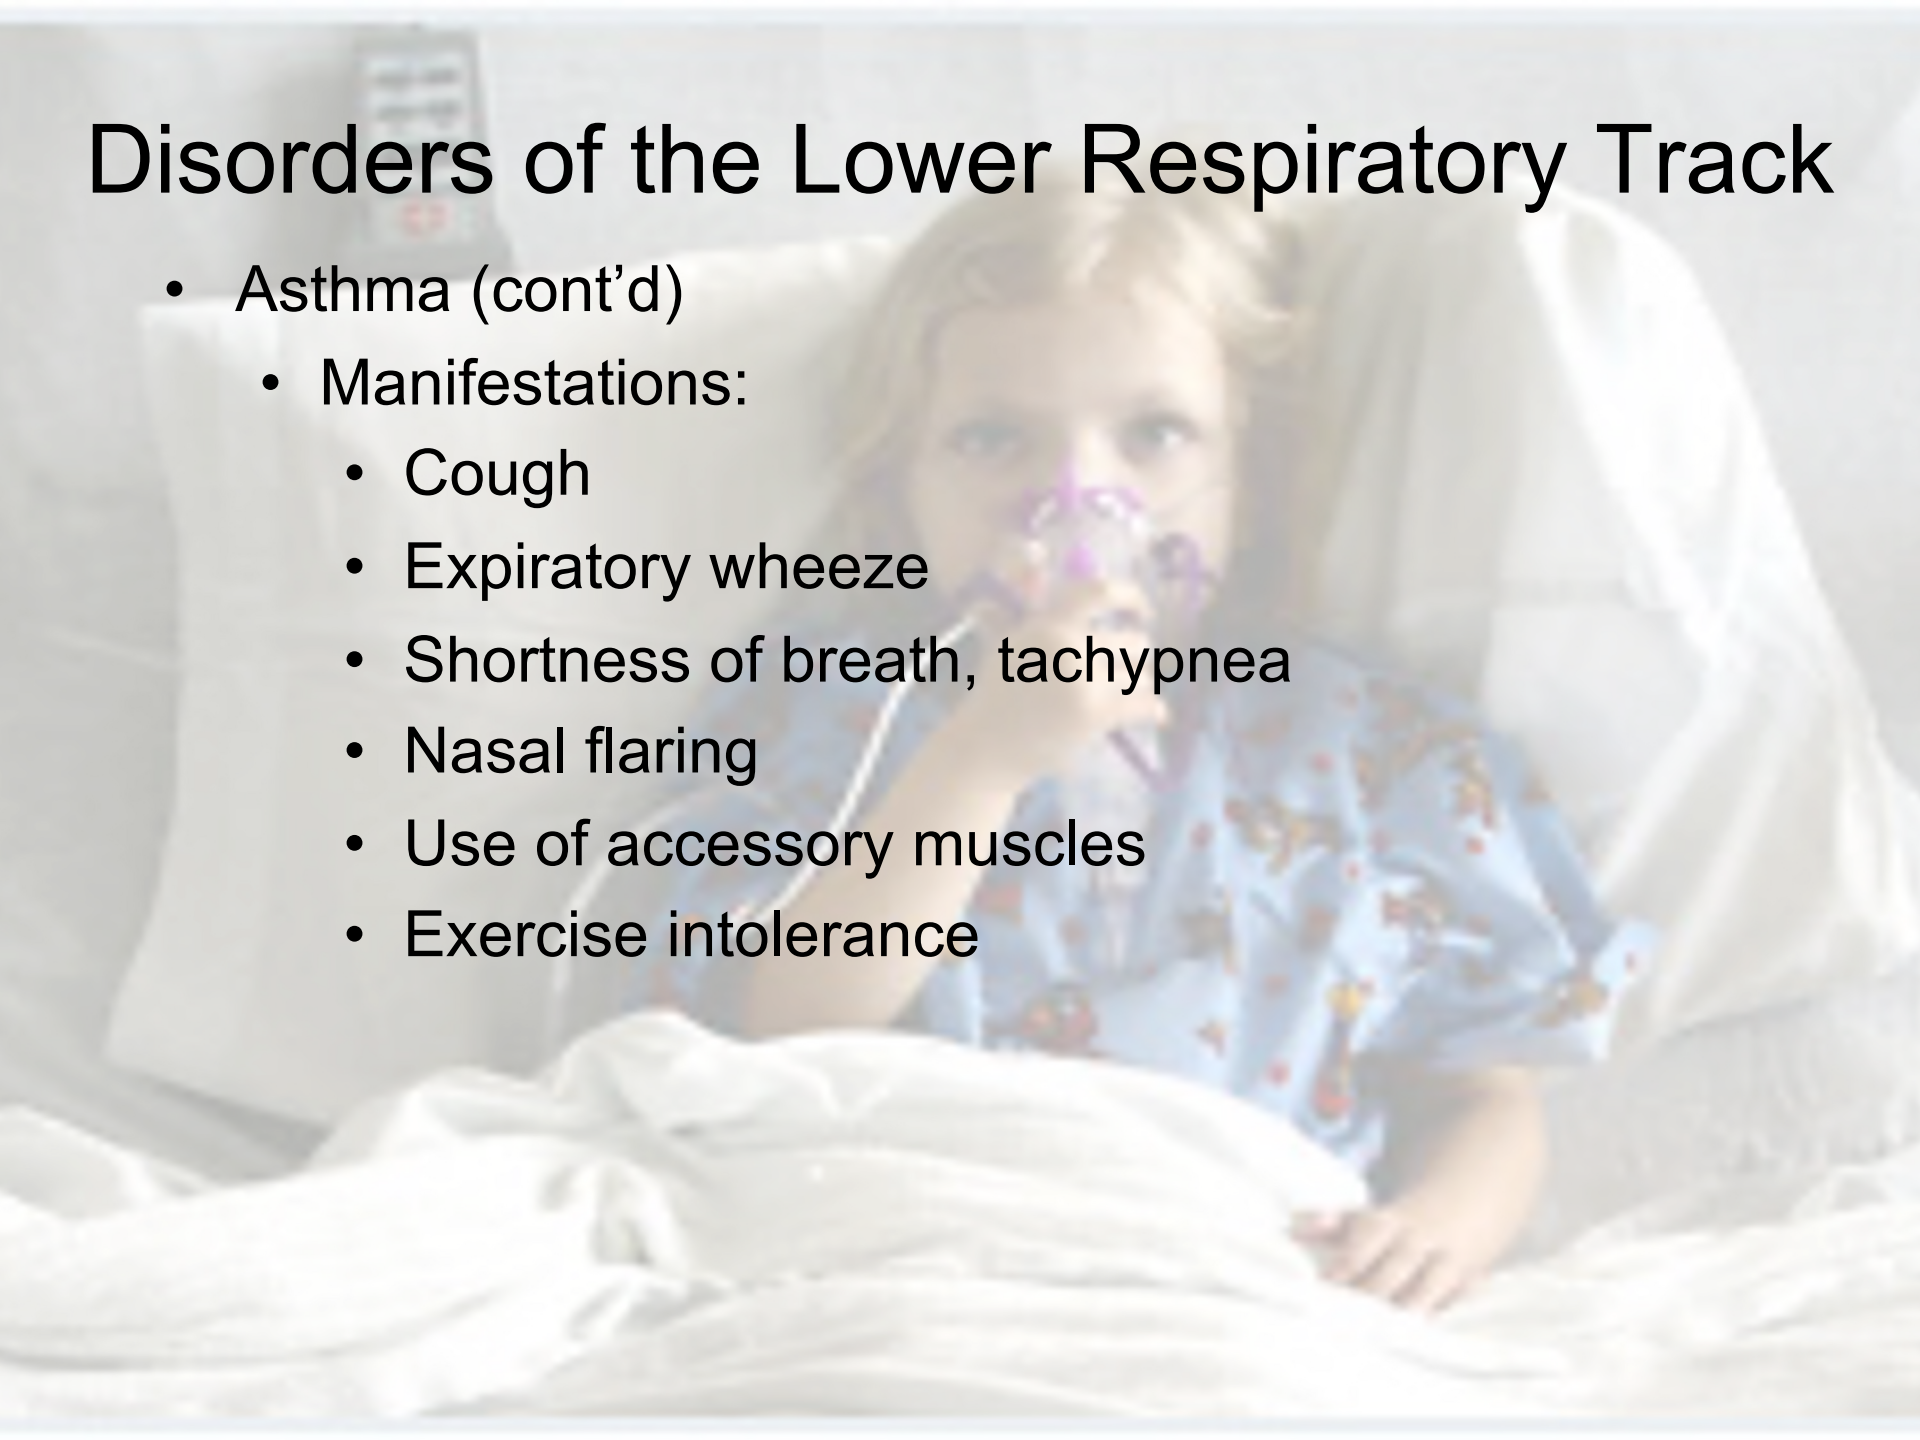 Disorders of the Lower Respiratory Track
• Asthma (cont’d)
• Manifestations:
• Cough
• Expiratory wheeze
• Shortness of breath, tachypnea
• Nasal flaring
• Use of accessory muscles
• Exercise intolerance